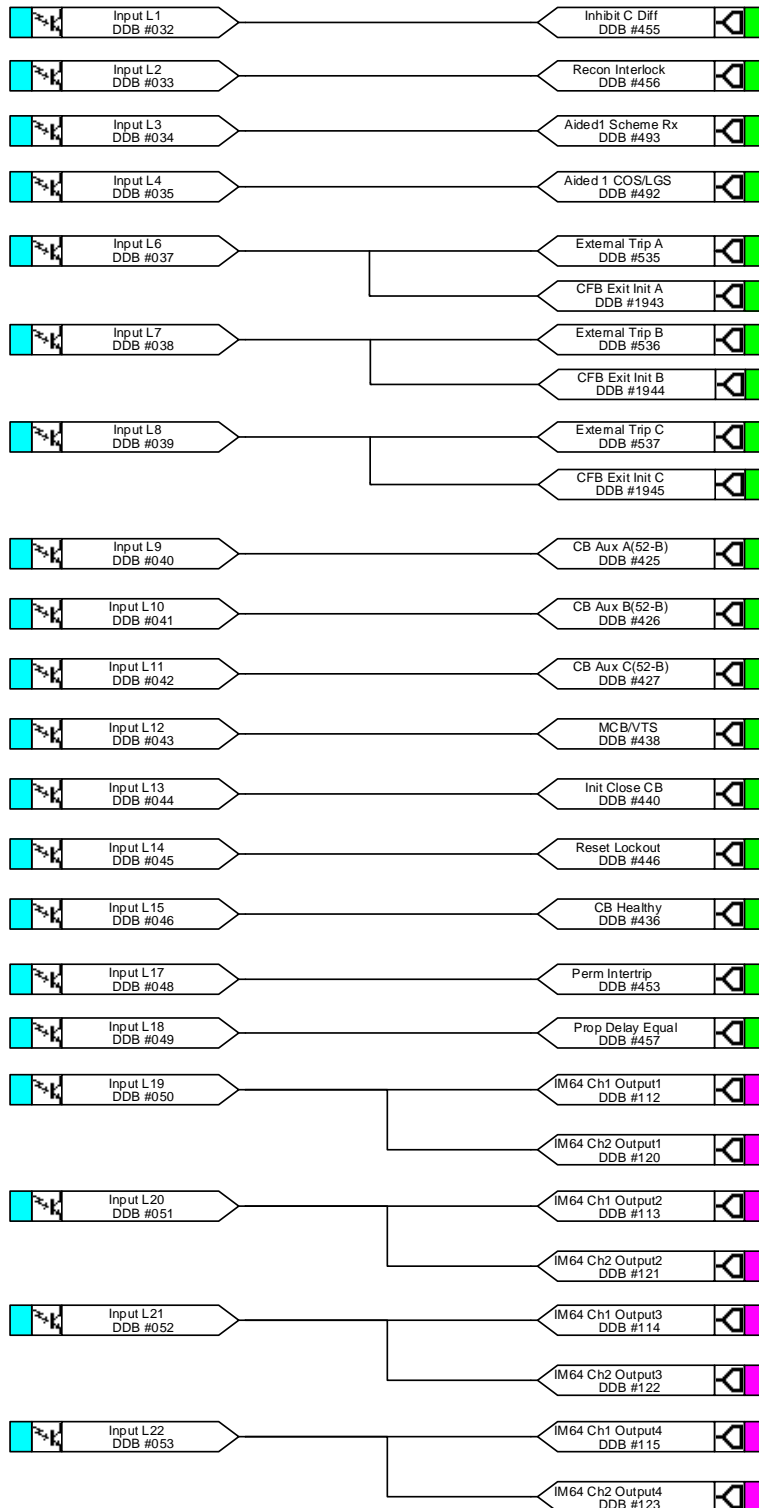 Input L1
DDB #032
Inhibit C Diff
DDB #455
Input L2
DDB #033
Recon Interlock
DDB #456
Input L3
DDB #034
Aided1 Scheme Rx
DDB #493
Input L4
DDB #035
Aided 1 COS/LGS
DDB #492
Input L6
DDB #037
External Trip A
DDB #535
CFB Exit Init A
DDB #1943
Input L7
DDB #038
External Trip B
DDB #536
CFB Exit Init B
DDB #1944
Input L8
DDB #039
External Trip C
DDB #537
CFB Exit Init C
DDB #1945
Input L9
DDB #040
CB Aux A(52-B)
DDB #425
Input L10
DDB #041
CB Aux B(52-B)
DDB #426
Input L11
DDB #042
CB Aux C(52-B)
DDB #427
Input L12
DDB #043
MCB/VTS
DDB #438
Input L13
DDB #044
Init Close CB
DDB #440
Input L14
DDB #045
Reset Lockout
DDB #446
Input L15
DDB #046
CB Healthy
DDB #436
Input L17
DDB #048
Perm Intertrip
DDB #453
Input L18
DDB #049
Prop Delay Equal
DDB #457
Input L19
DDB #050
IM64 Ch1 Output1
DDB #112
IM64 Ch2 Output1
DDB #120
Input L20
DDB #051
IM64 Ch1 Output2
DDB #113
IM64 Ch2 Output2
DDB #121
Input L21
DDB #052
IM64 Ch1 Output3
DDB #114
IM64 Ch2 Output3
DDB #122
Input L22
DDB #053
IM64 Ch1 Output4
DDB #115
IM64 Ch2 Output4
DDB #123